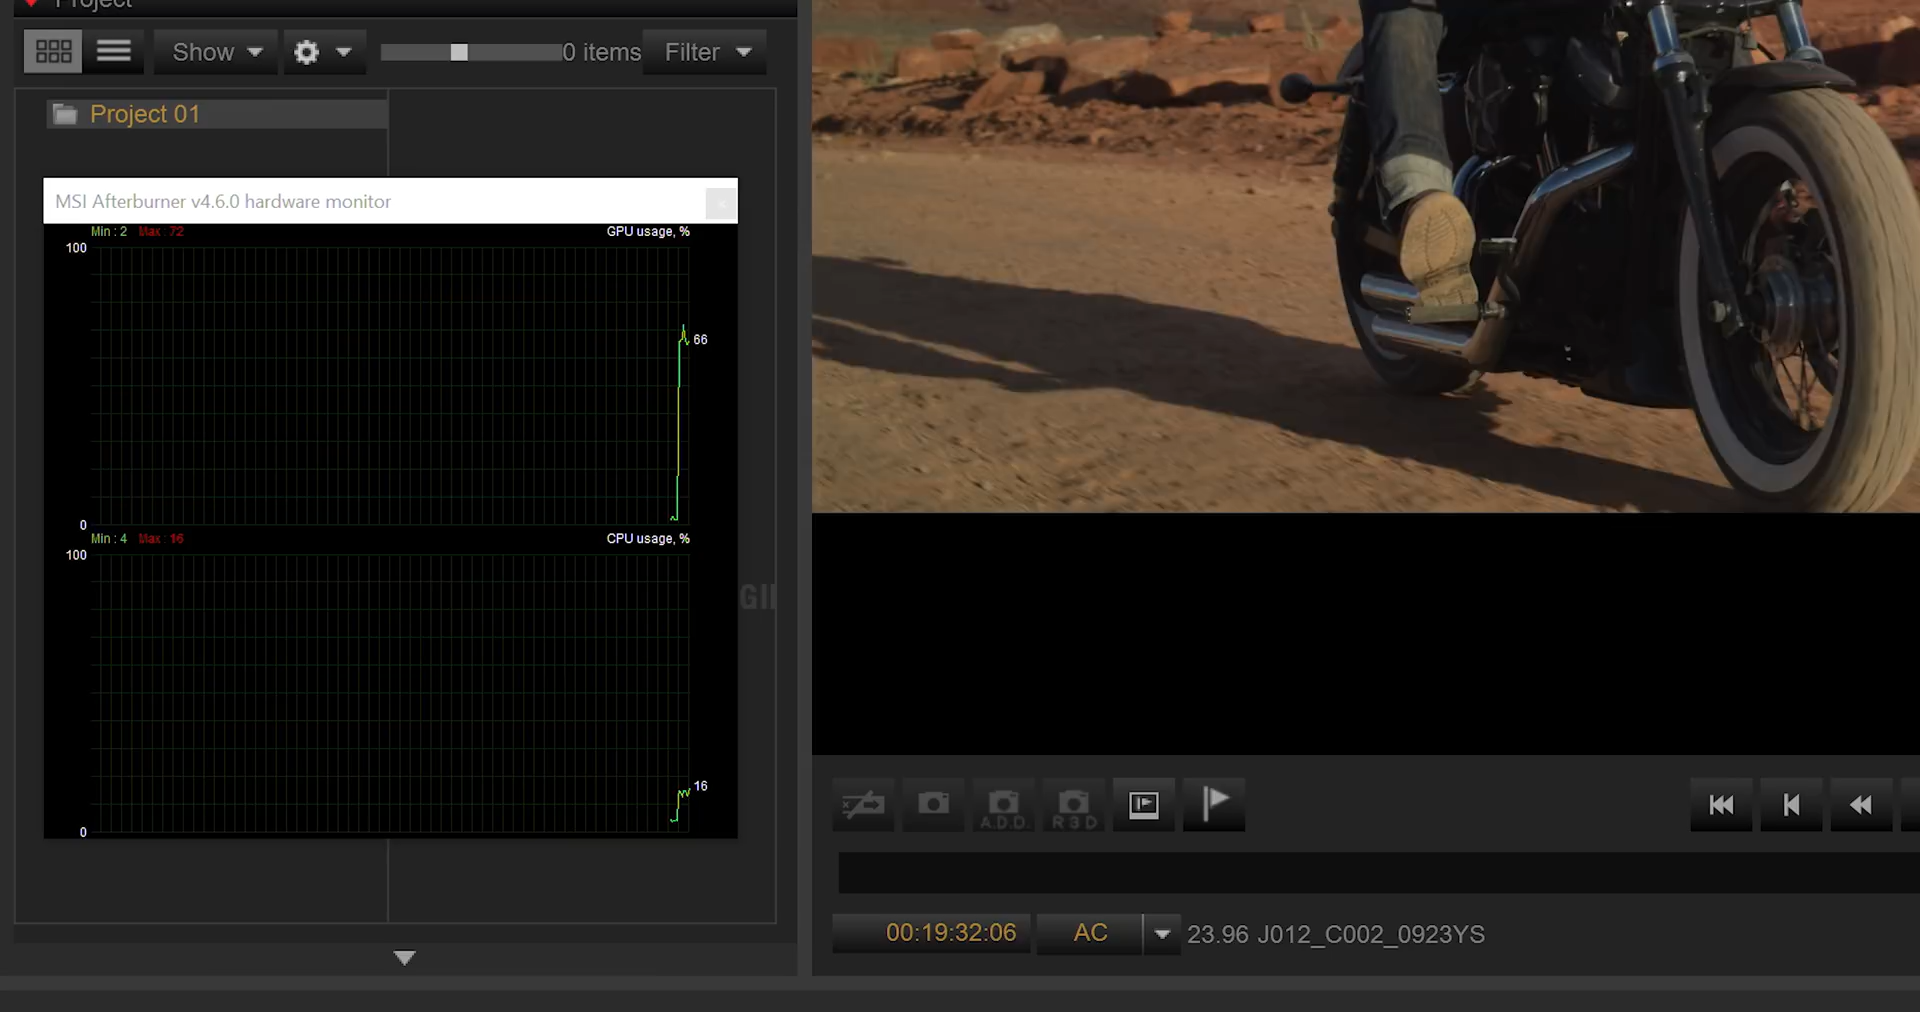 Project
Show
0 items
Filter
Project 01
MSI Afterburner v4.6.0 hardware monitor
Min : 2 Max : 72 GPU usage, %
100
66
0
Min : 4 Max : 16 CPU usage, %
100
16
0
A.D.D.
R3D
00:19:32:06 AC 23.96 J012_C002_0923YS